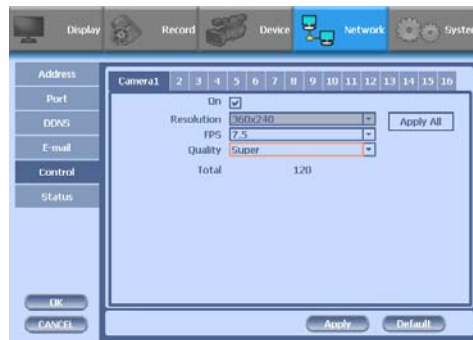 Display Record Device Network System
Address
Port
DDNS
E-mail
Control
Status
Camera1 2 3 4 5 6 7 8 9 10 11 12 13 14 15 16
On
Resolution 360x240 Apply All
FPS 7.5
Quality Super
Total 120
OK
CANCEL
Apply Default